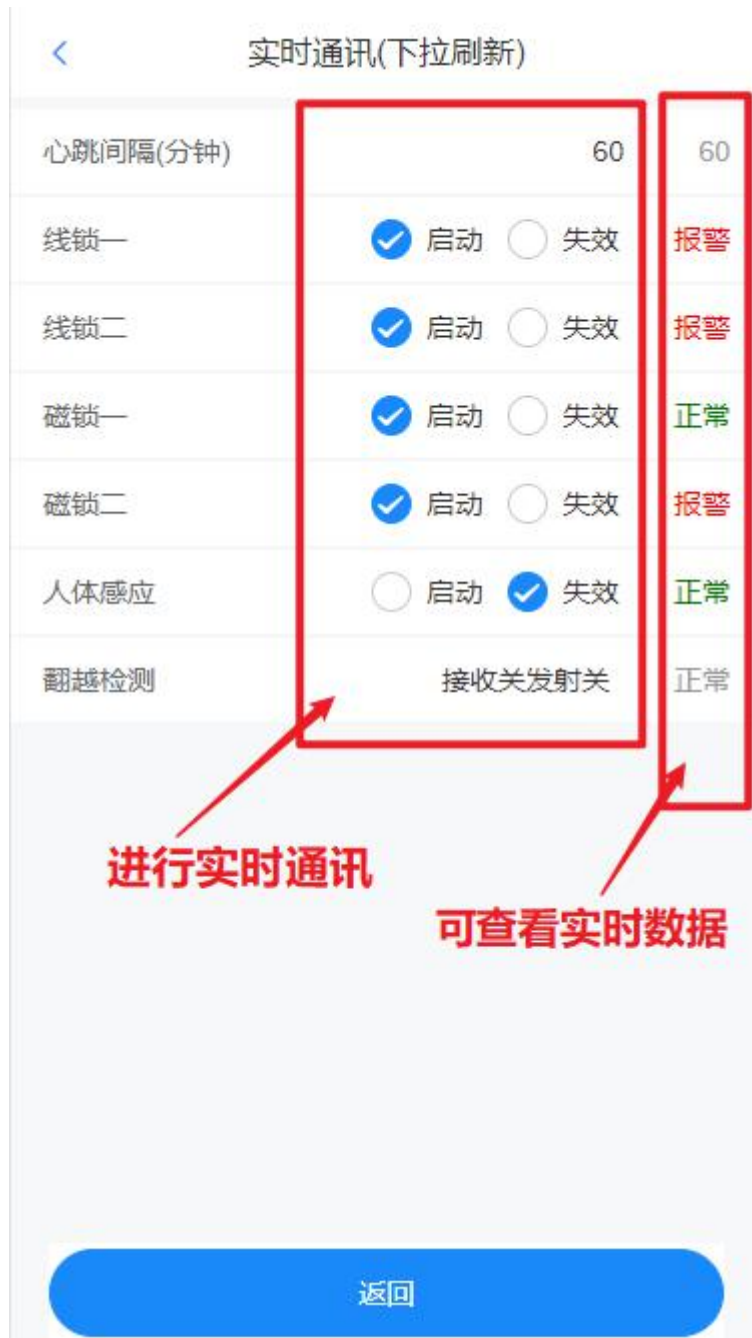 实时通讯(下拉刷新)
心跳间隔(分钟) 60 60
线锁一 启动 失效 报警
线锁二 启动 失效 报警
磁锁一 启动 失效 正常
磁锁二 启动 失效 报警
人体感应 启动 失效 正常
翻越检测 接收关发射关 正常
进行实时通讯
可查看实时数据
返回